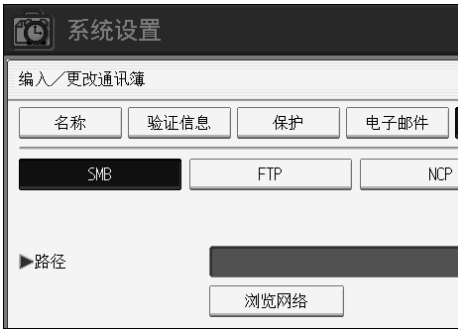 系统设置
编入／更改通讯簿
名称 验证信息 保护 电子邮件
SMB FTP NCP
▶路径
浏览网络